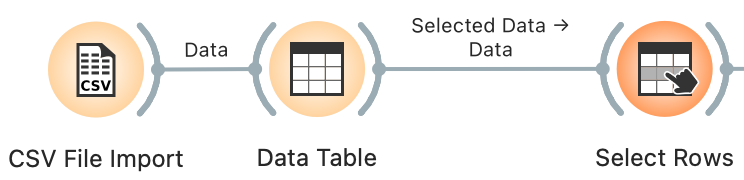 Data
Selected Data →
Data
CSV
CSV File Import
Data Table
Select Rows